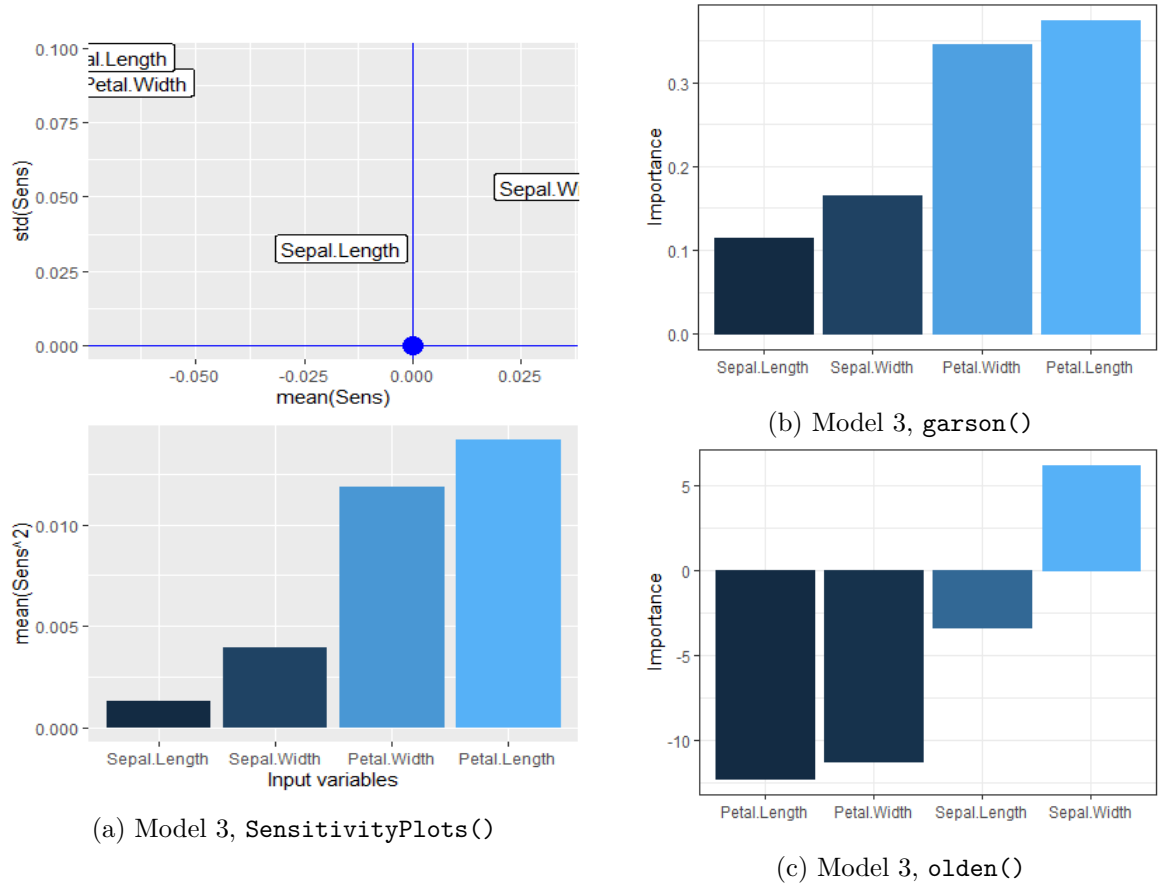 0.100
0.075
0.050
0.025
0.000
std(Sens)
al.Length
Petal.Width
Sepal.Wi
Sepal.Length
-0.050 -0.025 0.000 0.025
mean(Sens)
0.010
0.005
0.000
mean(Sens^2)
Sepal.Length Sepal.Width Petal.Width Petal.Length
Input variables
(a) Model 3, SensitivityPlots()
0.3
0.2
0.1
0.0
Importance
Sepal.Length Sepal.Width Petal.Width Petal.Length
(b) Model 3, garson()
5
0
-5
-10
Importance
Petal.Length Petal.Width Sepal.Length Sepal.Width
(c) Model 3, olden()